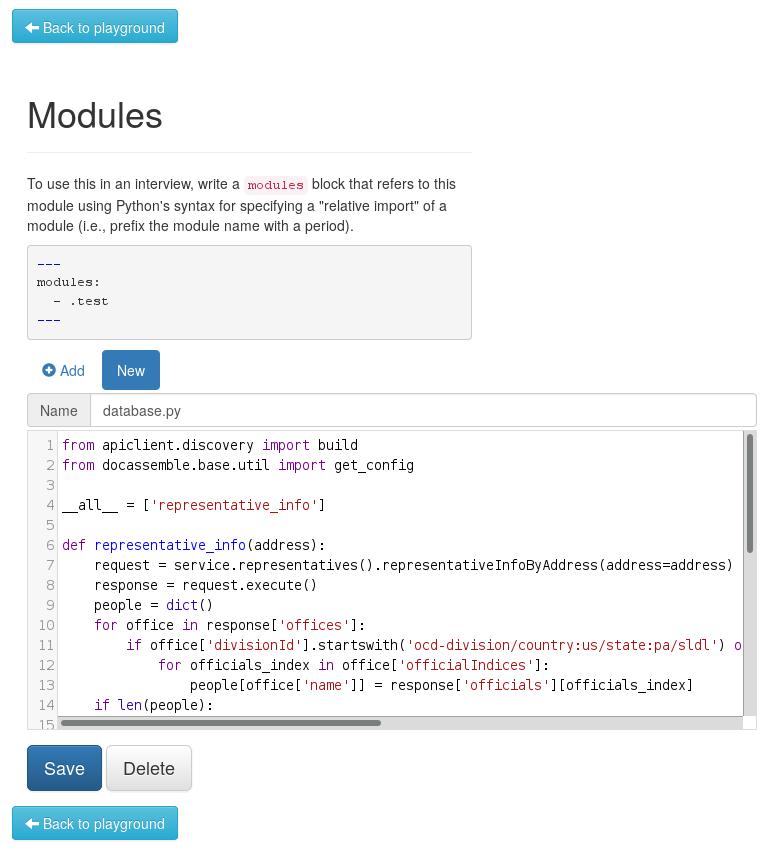 Back to playground
Modules
To use this in an interview, write a modules block that refers to this
module using Python's syntax for specifying a "relative import" of a
module (i.e., prefix the module name with a period).
---
modules:
  - .test
---
Add New
Name database.py
1 from apiclient.discovery import build
2 from docassemble.base.util import get_config
3
4 __all__ = ['representative_info']
5
6 def representative_info(address):
7     request = service.representatives().representativeInfoByAddress(address=address)
8     response = request.execute()
9     people = dict()
10     for office in response['offices']:
11         if office['divisionId'].startswith('ocd-division/country:us/state:pa/sldl') o
12             for officials_index in office['officialIndices']:
13                 people[office['name']] = response['officials'][officials_index]
14     if len(people):
15
Save Delete
Back to playground